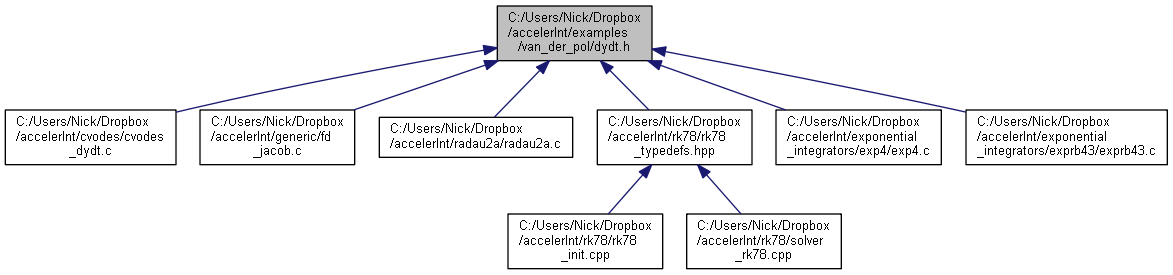 C:/Users/Nick/Dropbox
/accelerInt/examples
/van_der_pol/dydt.h
C:/Users/Nick/Dropbox
/accelerInt/cvodes/cvodes
_dydt.c
C:/Users/Nick/Dropbox
/accelerInt/generic/fd
_jacob.c
C:/Users/Nick/Dropbox
/accelerInt/radau2a/radau2a.c
C:/Users/Nick/Dropbox
/accelerInt/rk78/rk78
_typedefs.hpp
C:/Users/Nick/Dropbox
/accelerInt/exponential
_integrators/exp4/exp4.c
C:/Users/Nick/Dropbox
/accelerInt/exponential
_integrators/exprb43/exprb43.c
C:/Users/Nick/Dropbox
/accelerInt/rk78/rk78
_init.cpp
C:/Users/Nick/Dropbox
/accelerInt/rk78/solver
_rk78.cpp